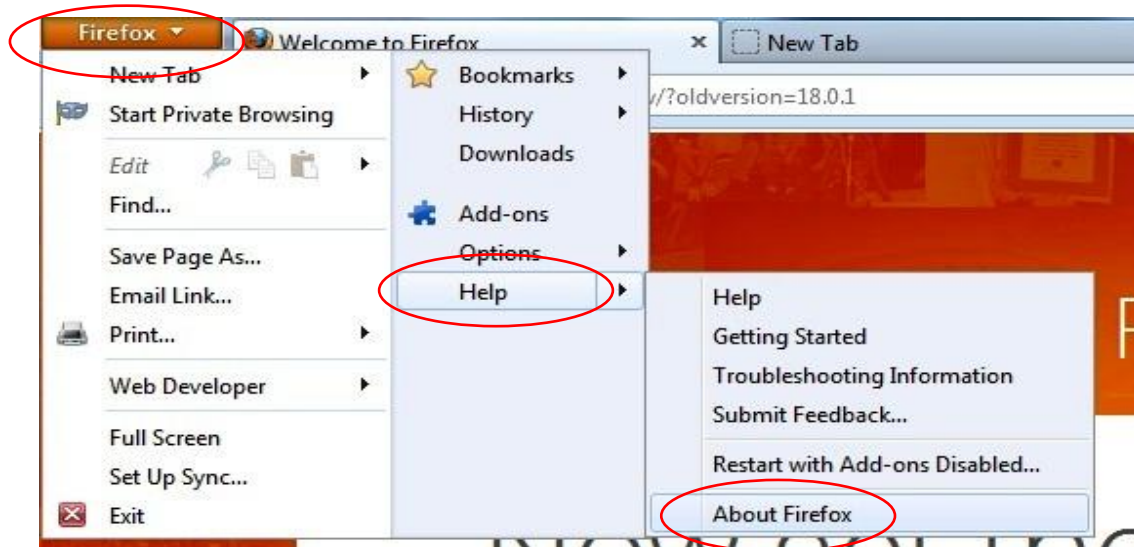 Firefox
Welcome to Firefox
New Tab
/?oldversion=18.0.1
New Tab
Start Private Browsing
Edit
Find...
Save Page As...
Email Link...
Print...
Web Developer
Full Screen
Set Up Sync...
Exit
Bookmarks
History
Downloads
Add-ons
Options
Help
Help
Getting Started
Troubleshooting Information
Submit Feedback...
Restart with Add-ons Disabled...
About Firefox
F